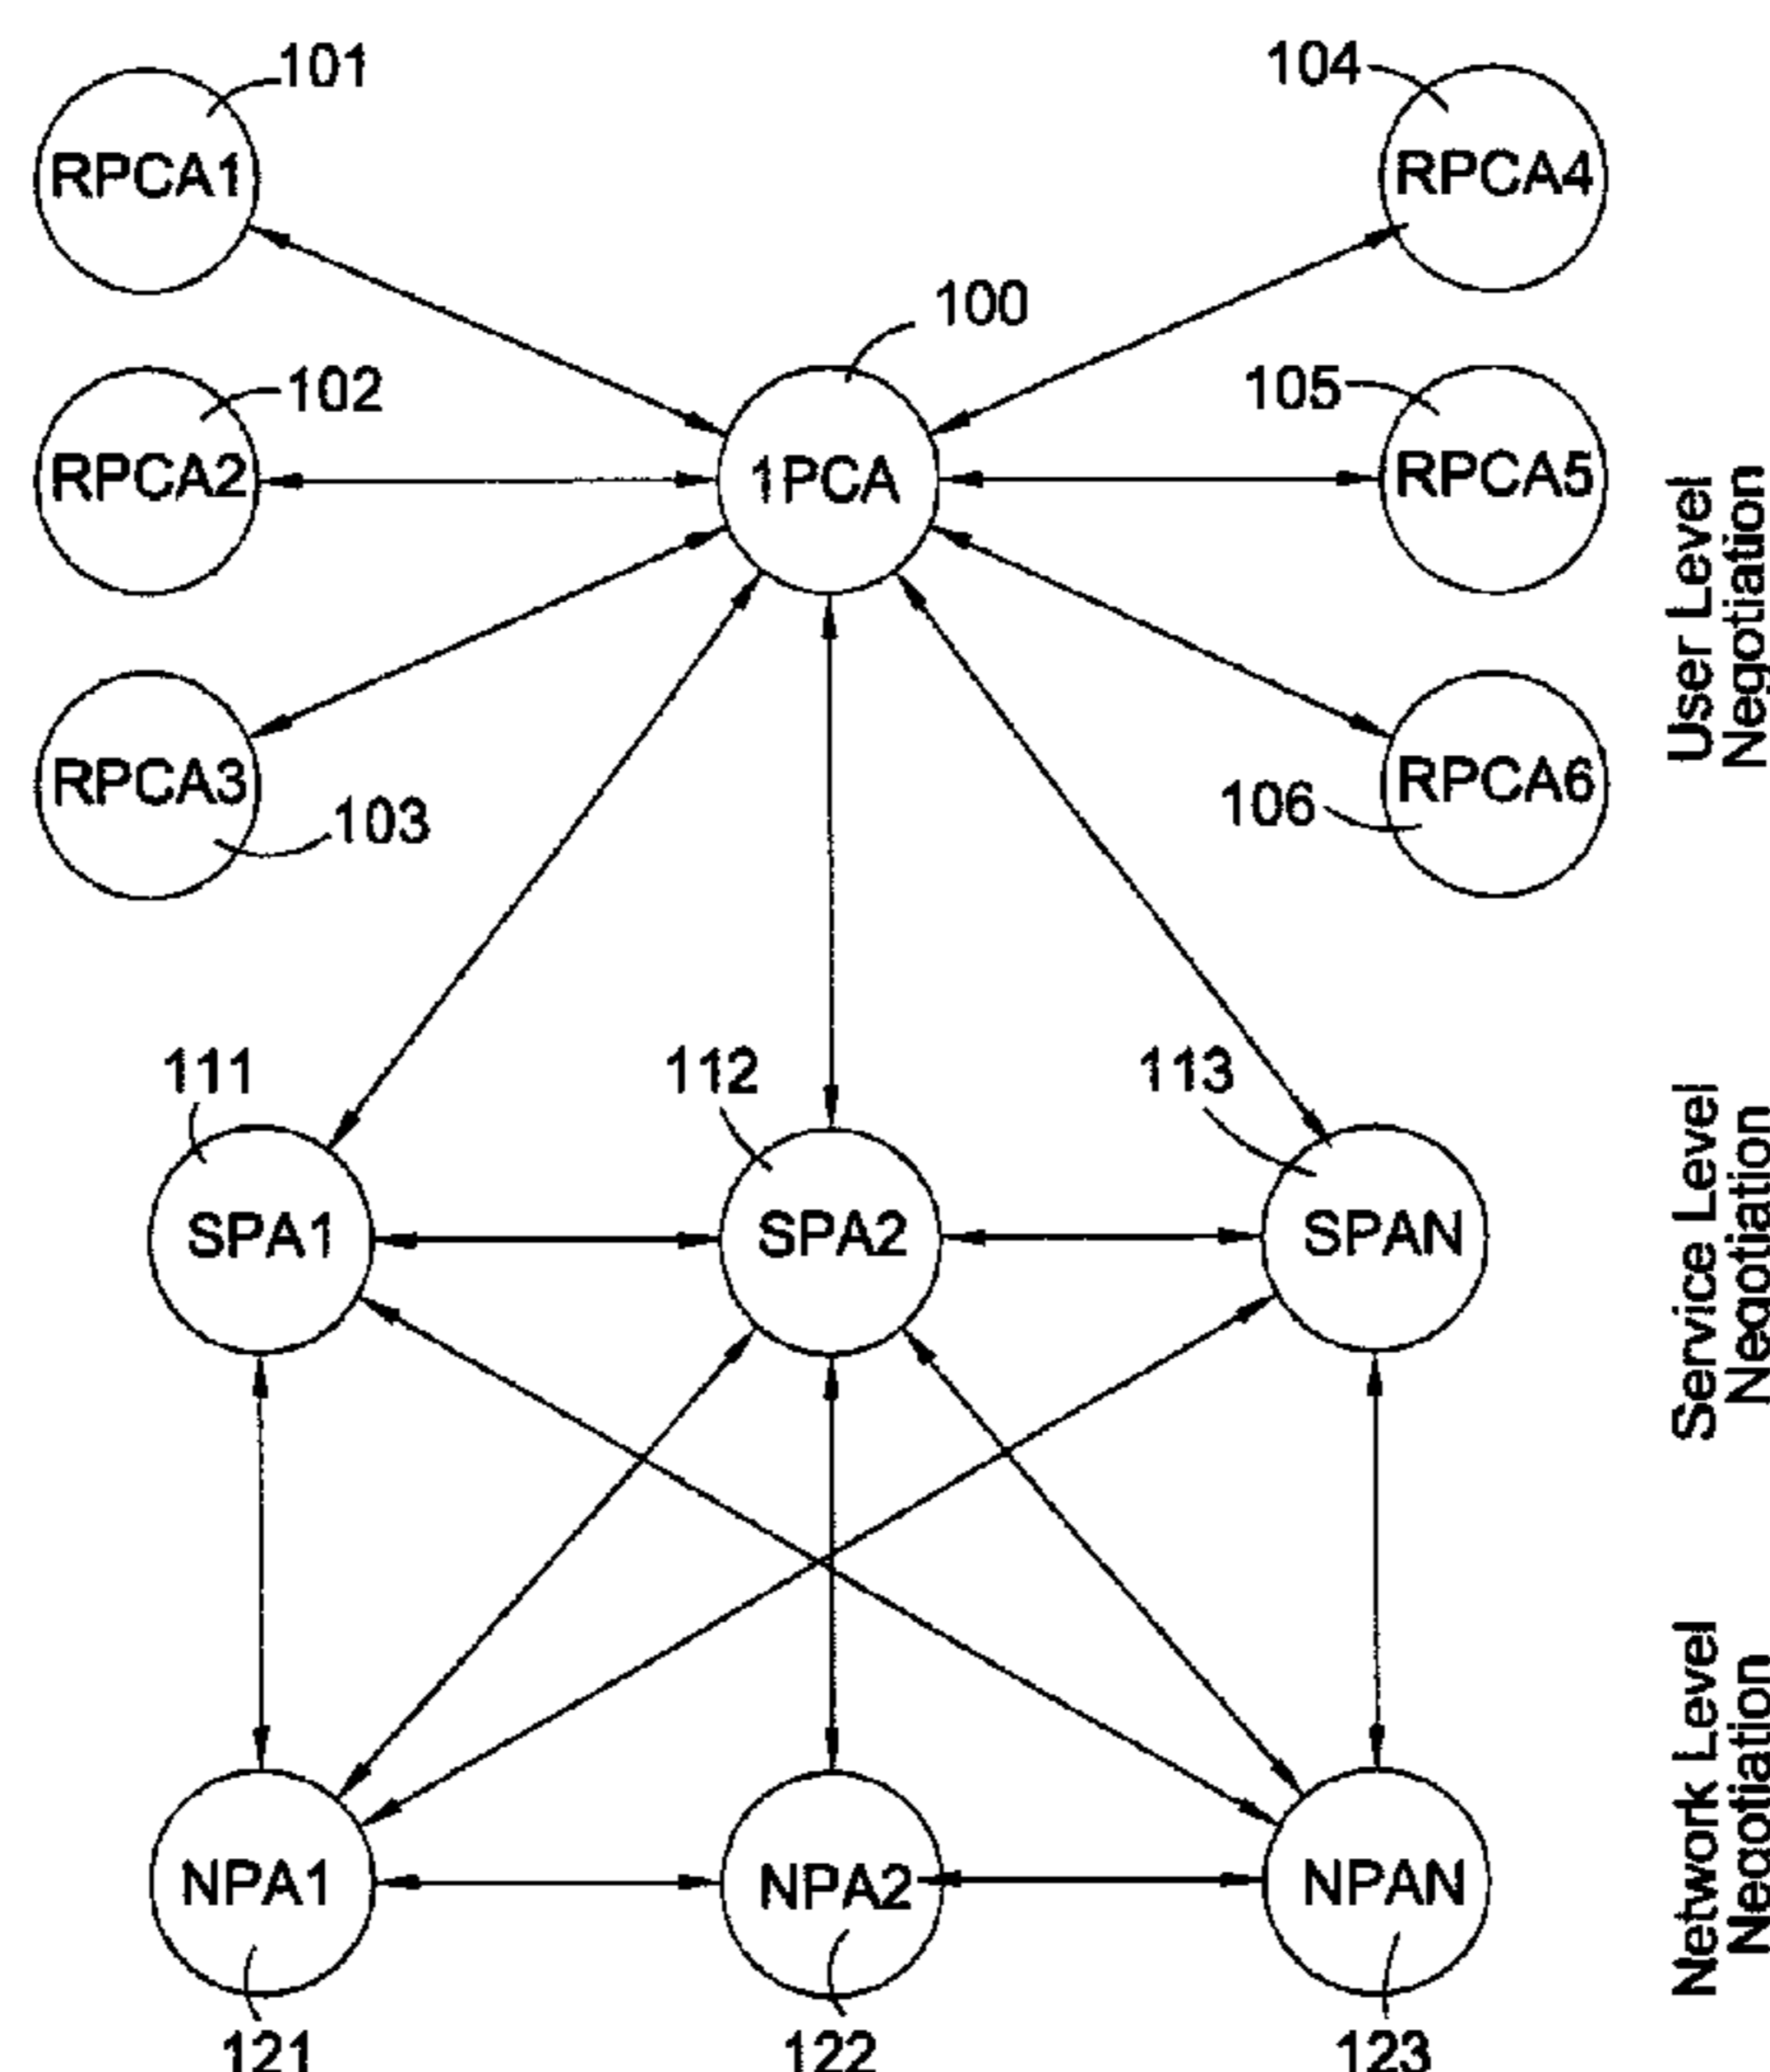 101
104
RPCA1
RPCA4
100
102
105
RPCA2
1PCA
RPCA5
RPCA3
103
RPCA6
106
User Level
Negotiation
111
112
113
SPA1
SPA2
SPAN
Service Level
Negotiation
NPA1
NPA2
NPAN
Network Level
Negotiation
121
122
123